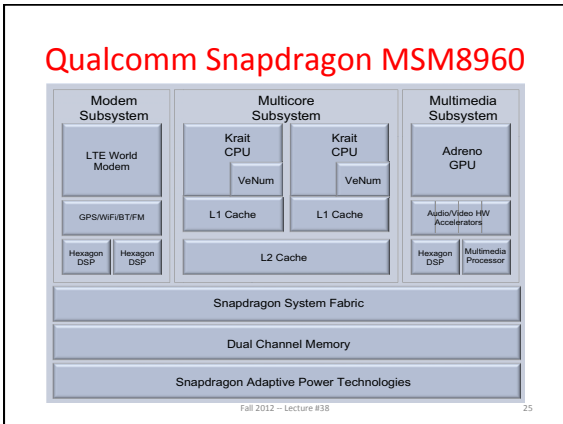 Qualcomm Snapdragon MSM8960
Modem
Subsystem
LTE World
Modem
GPS/WiFi/BT/FM
Hexagon
DSP
Hexagon
DSP
Multicore
Subsystem
Krait
CPU
VeNum
L1 Cache
Krait
CPU
VeNum
L1 Cache
L2 Cache
Multimedia
Subsystem
Adreno
GPU
Audio/Video HW
Accelerators
Hexagon
DSP
Multimedia
Processor
Snapdragon System Fabric
Dual Channel Memory
Snapdragon Adaptive Power Technologies
Fall 2012 -- Lecture #38
25